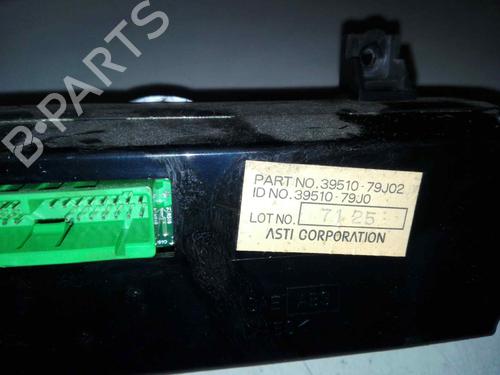 B-PARTS
PART NO. 39510-79J02
ID NO. 39510-79J0
LOT NO. 7125
ASTI CORPORATION